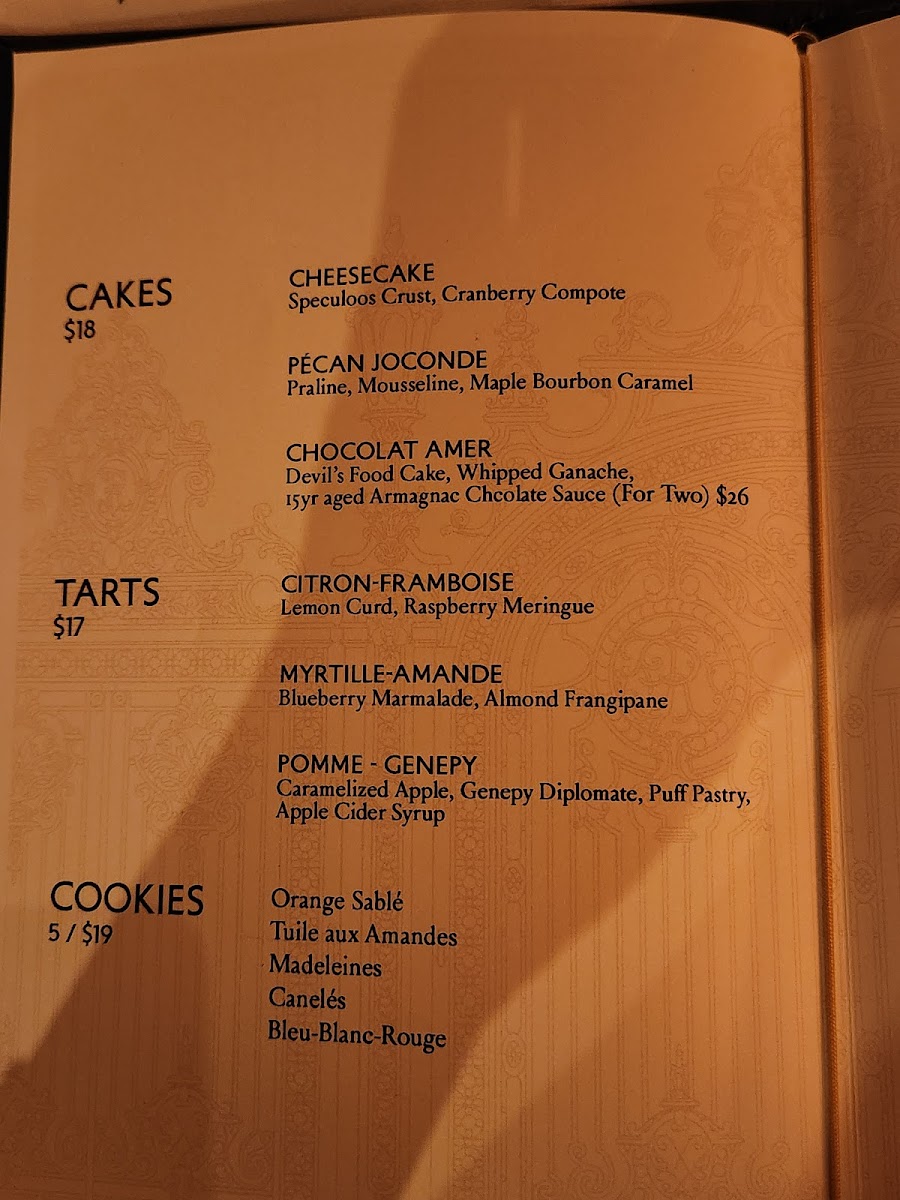 CAKES
$18
CHEESECAKE
Speculoos Crust, Cranberry Compote
PÉCAN JOCONDE
Praline, Mousseline, Maple Bourbon Caramel
CHOCOLAT AMER
Devil's Food Cake, Whipped Ganache,
15yr aged Armagnac Chcolate Sauce (For Two) $26
TARTS
$17
CITRON-FRAMBOISE
Lemon Curd, Raspberry Meringue
MYRTILLE-AMANDE
Blueberry Marmalade, Almond Frangipane
POMME - GENEPY
Caramelized Apple, Genepy Diplomate, Puff Pastry,
Apple Cider Syrup
COOKIES
5 / $19
Orange Sablé
Tuile aux Amandes
Madeleines
Canelés
Bleu-Blanc-Rouge